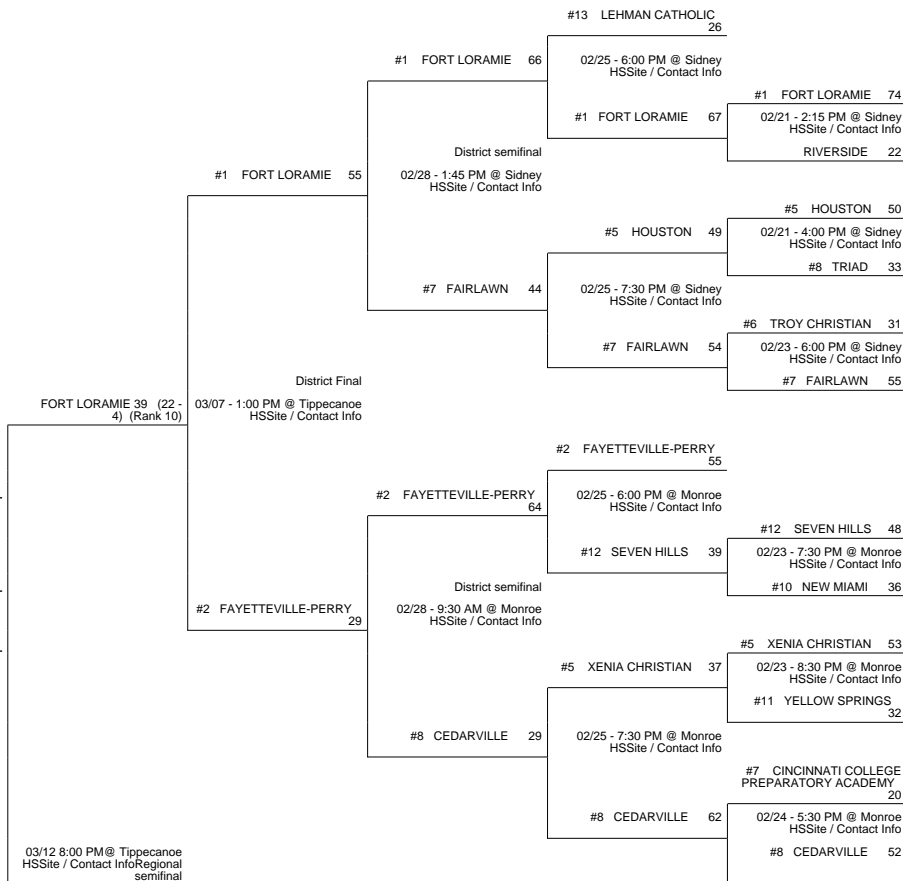 #13 LEHMAN CATHOLIC
26
#1 FORT LORAMIE 66
02/25 - 6:00 PM @ Sidney
HSSite / Contact Info
#1 FORT LORAMIE 74
#1 FORT LORAMIE 67
02/21 - 2:15 PM @ Sidney
HSSite / Contact Info
RIVERSIDE 22
District semifinal
#1 FORT LORAMIE 55
02/28 - 1:45 PM @ Sidney
HSSite / Contact Info
#5 HOUSTON 50
#5 HOUSTON 49
02/21 - 4:00 PM @ Sidney
HSSite / Contact Info
#8 TRIAD 33
#7 FAIRLAWN 44
02/25 - 7:30 PM @ Sidney
HSSite / Contact Info
#6 TROY CHRISTIAN 31
#7 FAIRLAWN 54
02/23 - 6:00 PM @ Sidney
HSSite / Contact Info
#7 FAIRLAWN 55
District Final
FORT LORAMIE 39 (22 -
4) (Rank 10)
03/07 - 1:00 PM @ Tippecanoe
HSSite / Contact Info
#2 FAYETTEVILLE-PERRY
55
#2 FAYETTEVILLE-PERRY
64
02/25 - 6:00 PM @ Monroe
HSSite / Contact Info
#12 SEVEN HILLS 48
#12 SEVEN HILLS 39
02/23 - 7:30 PM @ Monroe
HSSite / Contact Info
#10 NEW MIAMI 36
District semifinal
#2 FAYETTEVILLE-PERRY
29
02/28 - 9:30 AM @ Monroe
HSSite / Contact Info
#5 XENIA CHRISTIAN 53
#5 XENIA CHRISTIAN 37
02/23 - 8:30 PM @ Monroe
HSSite / Contact Info
#11 YELLOW SPRINGS
32
#8 CEDARVILLE 29
02/25 - 7:30 PM @ Monroe
HSSite / Contact Info
#7 CINCINNATI COLLEGE
PREPARATORY ACADEMY
20
#8 CEDARVILLE 62
02/24 - 5:30 PM @ Monroe
HSSite / Contact Info
#8 CEDARVILLE 52
03/12 8:00 PM@ Tippecanoe
HSSite / Contact InfoRegional
semifinal